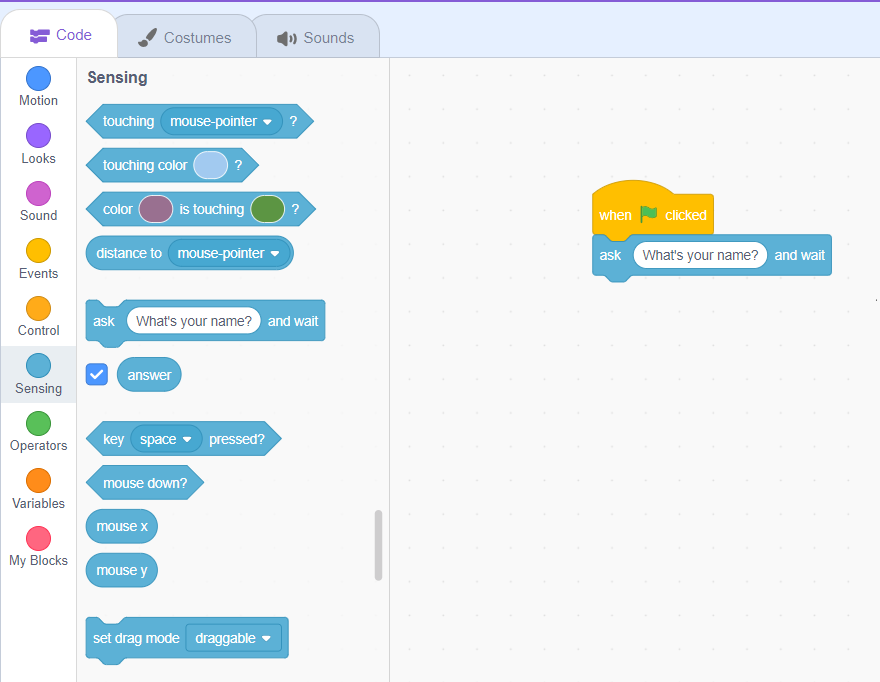 Code
Costumes
Sounds
Motion
Looks
Sound
Events
Control
Sensing
Operators
Variables
My Blocks
Sensing
touching mouse-pointer ?
touching color ?
color is touching ?
distance to mouse-pointer
ask What's your name? and wait
answer
key space pressed?
mouse down?
mouse x
mouse y
set drag mode draggable
when clicked
ask What's your name? and wait